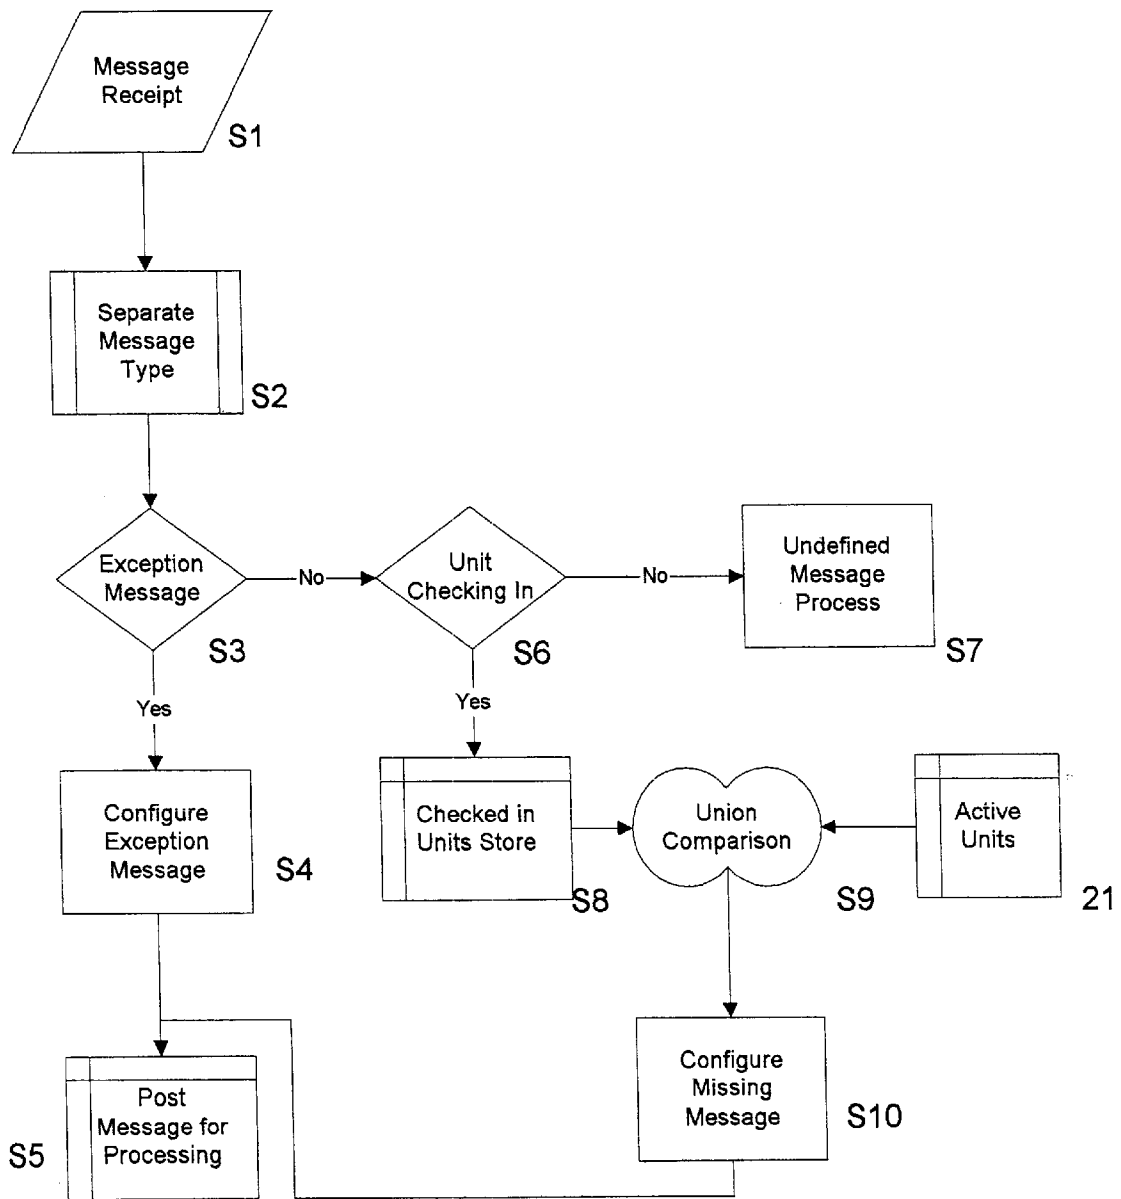 Message
Receipt
S1
Separate
Message
Type
S2
Exception
Message
S3
No
Unit
Checking In
S6
No
Undefined
Message
Process
S7
Yes
Yes
Configure
Exception
Message
S4
Checked in
Units Store
S8
Union
Comparison
S9
Active
Units
21
Post
Message for
Processing
S5
Configure
Missing
Message
S10